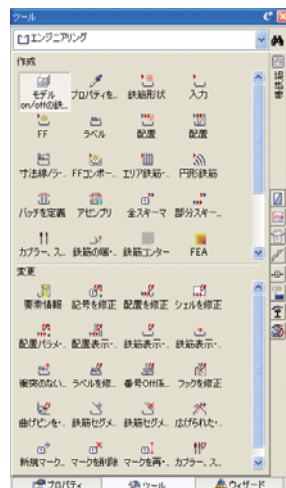 ツール
エンジニアリング
作成
モデル
on/offの鉄..
プロパティを..
鉄筋形状
入力
FF
ラベル
配置
配置
寸法線/ラ..
FFコンポー..
エリア鉄筋..
円形鉄筋
バッチを定義
アセンブリ
全スキーマ
部分スキー..
カプラー、ス..
鉄筋の端..
鉄筋コンター
FEA
変更
要素情報
記号を修正
配置を修正
シェルを修正
配置パラメ..
配置表示..
鉄筋表示..
鉄筋表示..
衝突のない..
ラベルを修..
番号Off係..
フックを修正
曲げピンを..
鉄筋セグメ..
鉄筋セグメ..
広げられた..
新規マーク..
マークを削除
マークを再..
カプラー、ス..
プロパティ
ツール
ウィザード